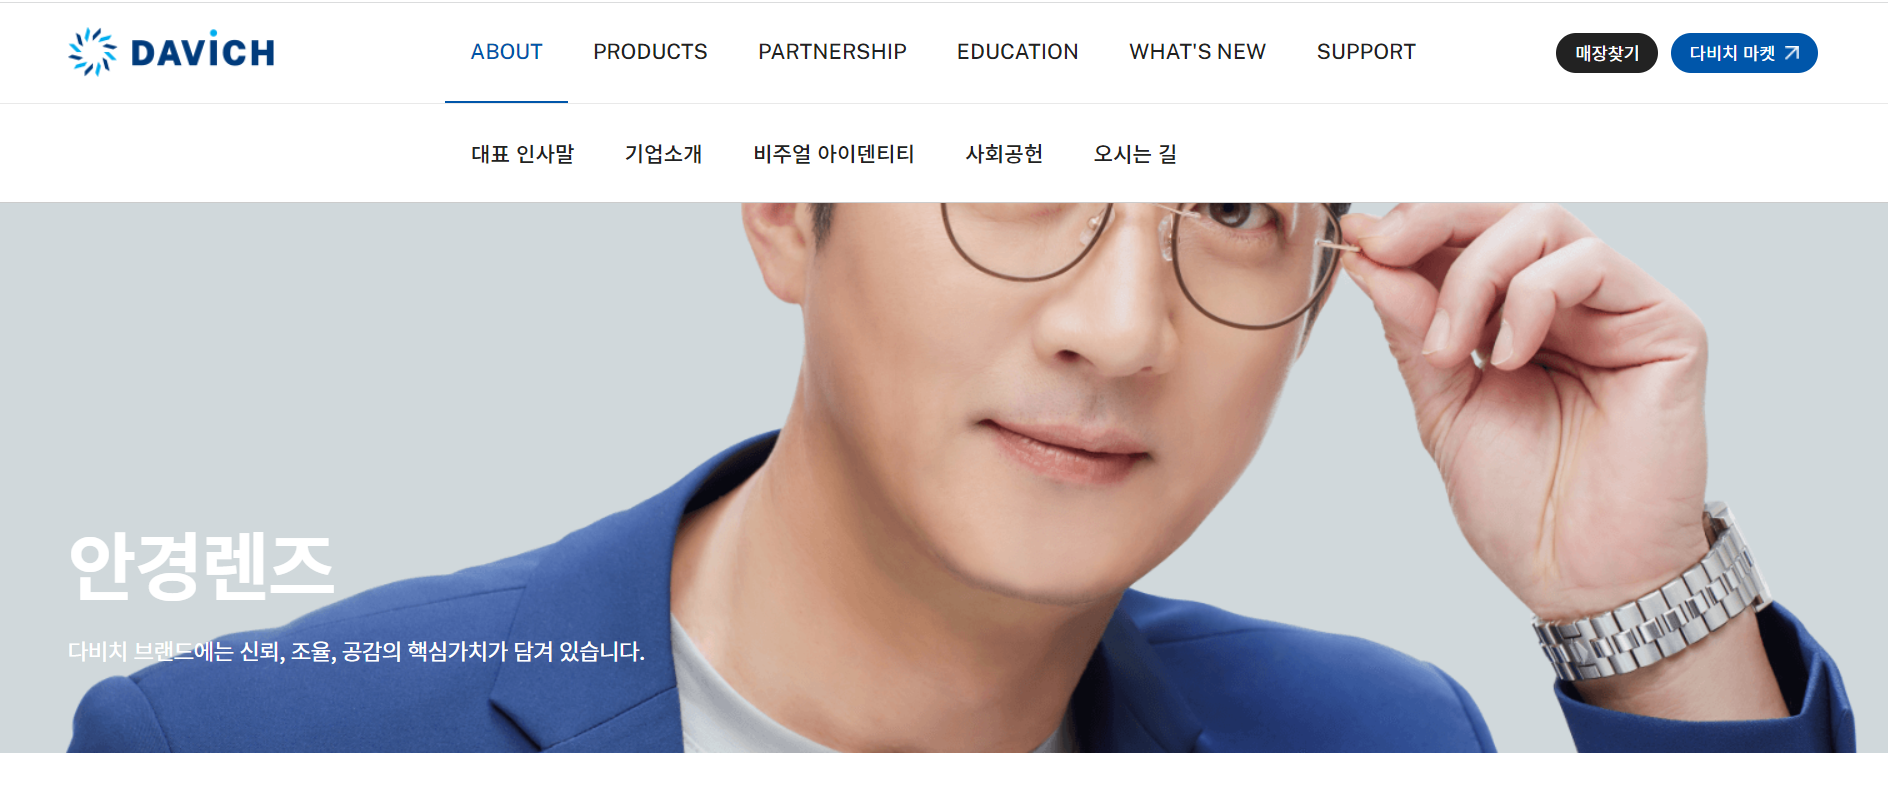 DAVICH
ABOUT PRODUCTS PARTNERSHIP EDUCATION WHAT'S NEW SUPPORT
매장찾기 다비치 마켓
대표 인사말 기업소개 비주얼 아이덴티티 사회공헌 오시는 길
안경렌즈
다비치 브랜드에는 신뢰, 조율, 공감의 핵심가치가 담겨 있습니다.